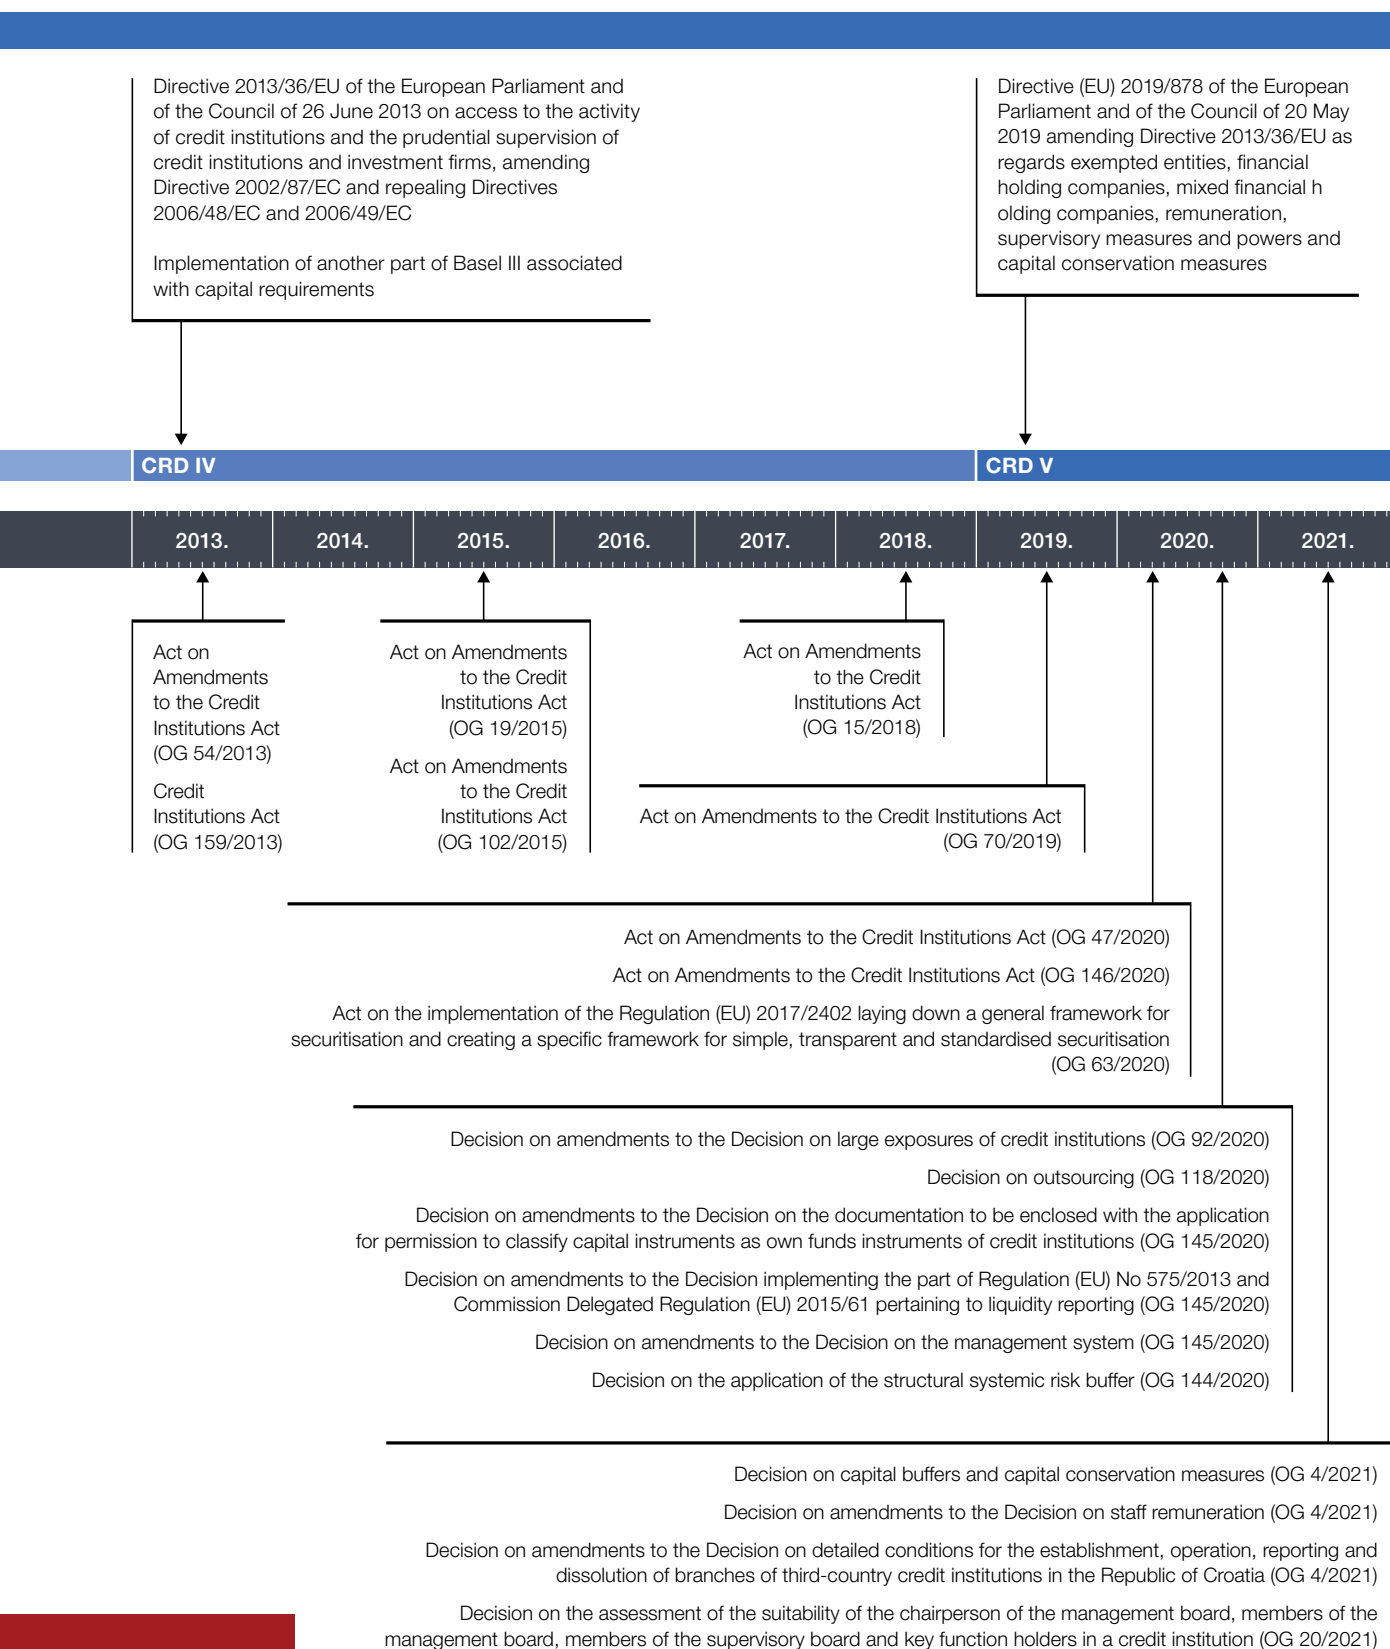 Directive 2013/36/EU of the European Parliament and
of the Council of 26 June 2013 on access to the activity
of credit institutions and the prudential supervision of
credit institutions and investment firms, amending
Directive 2002/87/EC and repealing Directives
2006/48/EC and 2006/49/EC
Implementation of another part of Basel III associated
with capital requirements
Directive (EU) 2019/878 of the European
Parliament and of the Council of 20 May
2019 amending Directive 2013/36/EU as
regards exempted entities, financial
holding companies, mixed financial h
olding companies, remuneration,
supervisory measures and powers and
capital conservation measures
CRD IV
CRD V
2013.
2014.
2015.
2016.
2017.
2018.
2019.
2020.
2021.
Act on
Amendments
to the Credit
Institutions Act
(OG 54/2013)
Credit
Institutions Act
(OG 159/2013)
Act on Amendments
to the Credit
Institutions Act
(OG 19/2015)
Act on Amendments
to the Credit
Institutions Act
(OG 102/2015)
Act on Amendments
to the Credit
Institutions Act
(OG 15/2018)
Act on Amendments to the Credit Institutions Act
(OG 70/2019)
Act on Amendments to the Credit Institutions Act (OG 47/2020)
Act on Amendments to the Credit Institutions Act (OG 146/2020)
Act on the implementation of the Regulation (EU) 2017/2402 laying down a general framework for
securitisation and creating a specific framework for simple, transparent and standardised securitisation
(OG 63/2020)
Decision on amendments to the Decision on large exposures of credit institutions (OG 92/2020)
Decision on outsourcing (OG 118/2020)
Decision on amendments to the Decision on the documentation to be enclosed with the application
for permission to classify capital instruments as own funds instruments of credit institutions (OG 145/2020)
Decision on amendments to the Decision implementing the part of Regulation (EU) No 575/2013 and
Commission Delegated Regulation (EU) 2015/61 pertaining to liquidity reporting (OG 145/2020)
Decision on amendments to the Decision on the management system (OG 145/2020)
Decision on the application of the structural systemic risk buffer (OG 144/2020)
Decision on capital buffers and capital conservation measures (OG 4/2021)
Decision on amendments to the Decision on staff remuneration (OG 4/2021)
Decision on amendments to the Decision on detailed conditions for the establishment, operation, reporting and
dissolution of branches of third-country credit institutions in the Republic of Croatia (OG 4/2021)
Decision on the assessment of the suitability of the chairperson of the management board, members of the
management board, members of the supervisory board and key function holders in a credit institution (OG 20/2021)